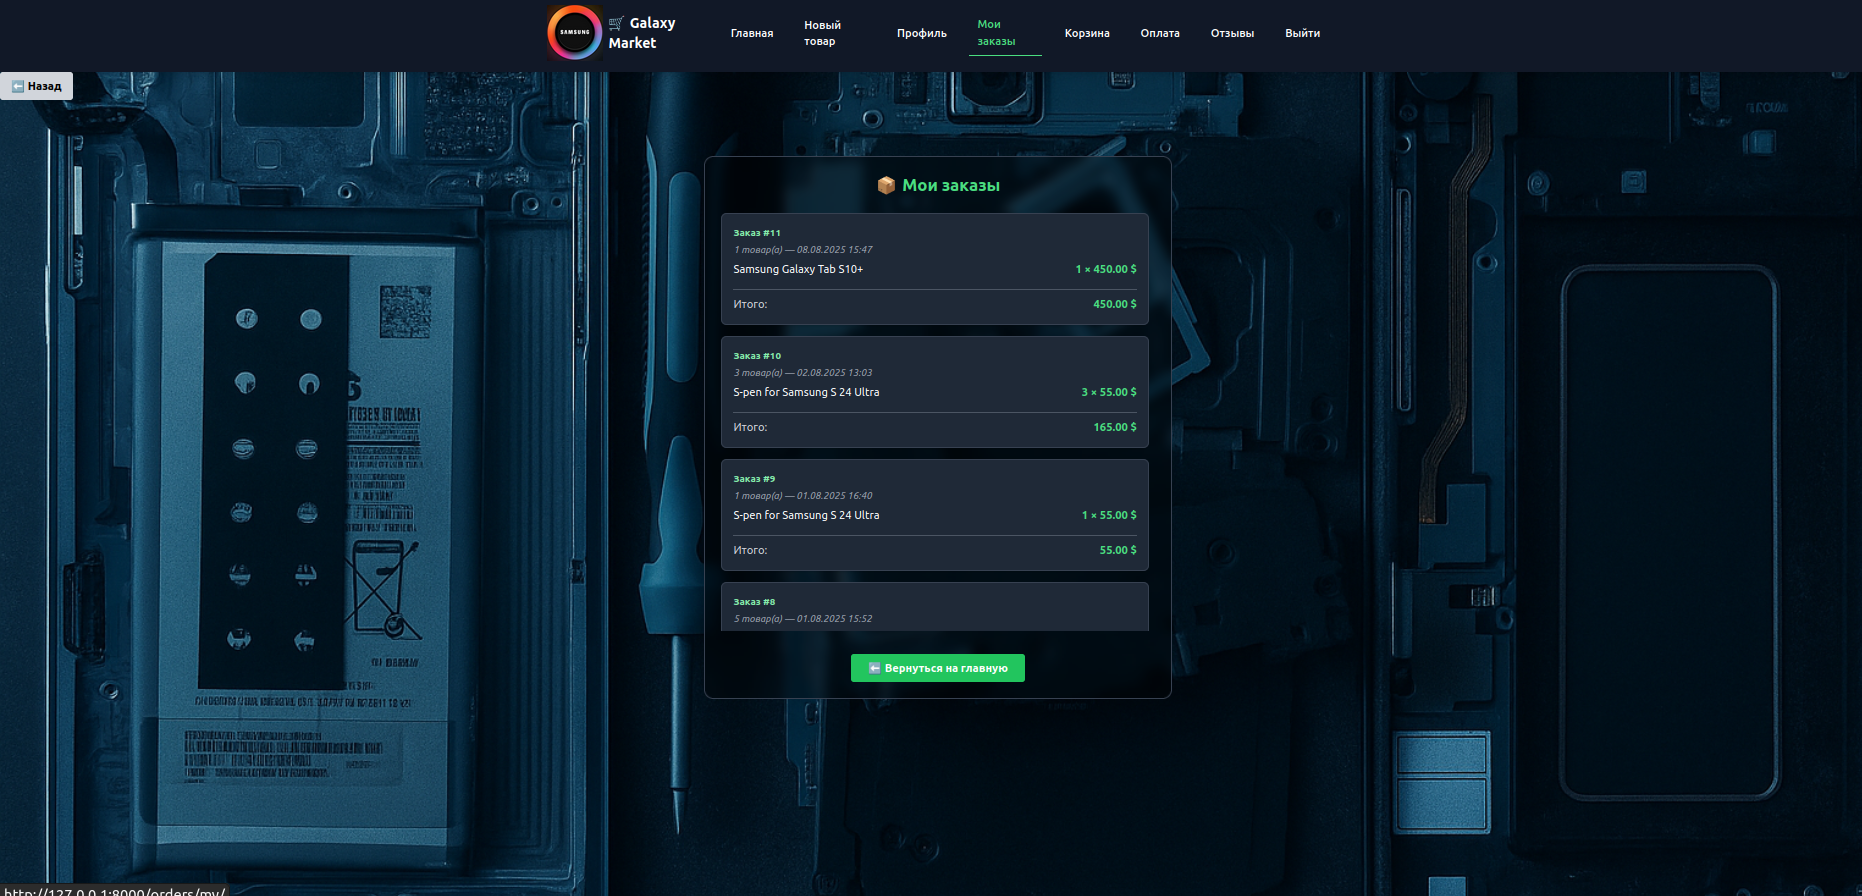 SAMSUNG
🛒 Galaxy
Market
Главная
Новый
товар
Профиль
Мои
заказы
Корзина
Оплата
Отзывы
Выйти
⬅️ Назад
📦 Мои заказы
Заказ #11
1 товар(а) — 08.08.2025 15:47
Samsung Galaxy Tab S10+ 1 × 450.00 $
Итого: 450.00 $
Заказ #10
3 товар(а) — 02.08.2025 13:03
S-pen for Samsung S 24 Ultra 3 × 55.00 $
Итого: 165.00 $
Заказ #9
1 товар(а) — 01.08.2025 16:40
S-pen for Samsung S 24 Ultra 1 × 55.00 $
Итого: 55.00 $
Заказ #8
5 товар(а) — 01.08.2025 15:52
⬅️ Вернуться на главную
http://127.0.0.1:8000/orders/my/